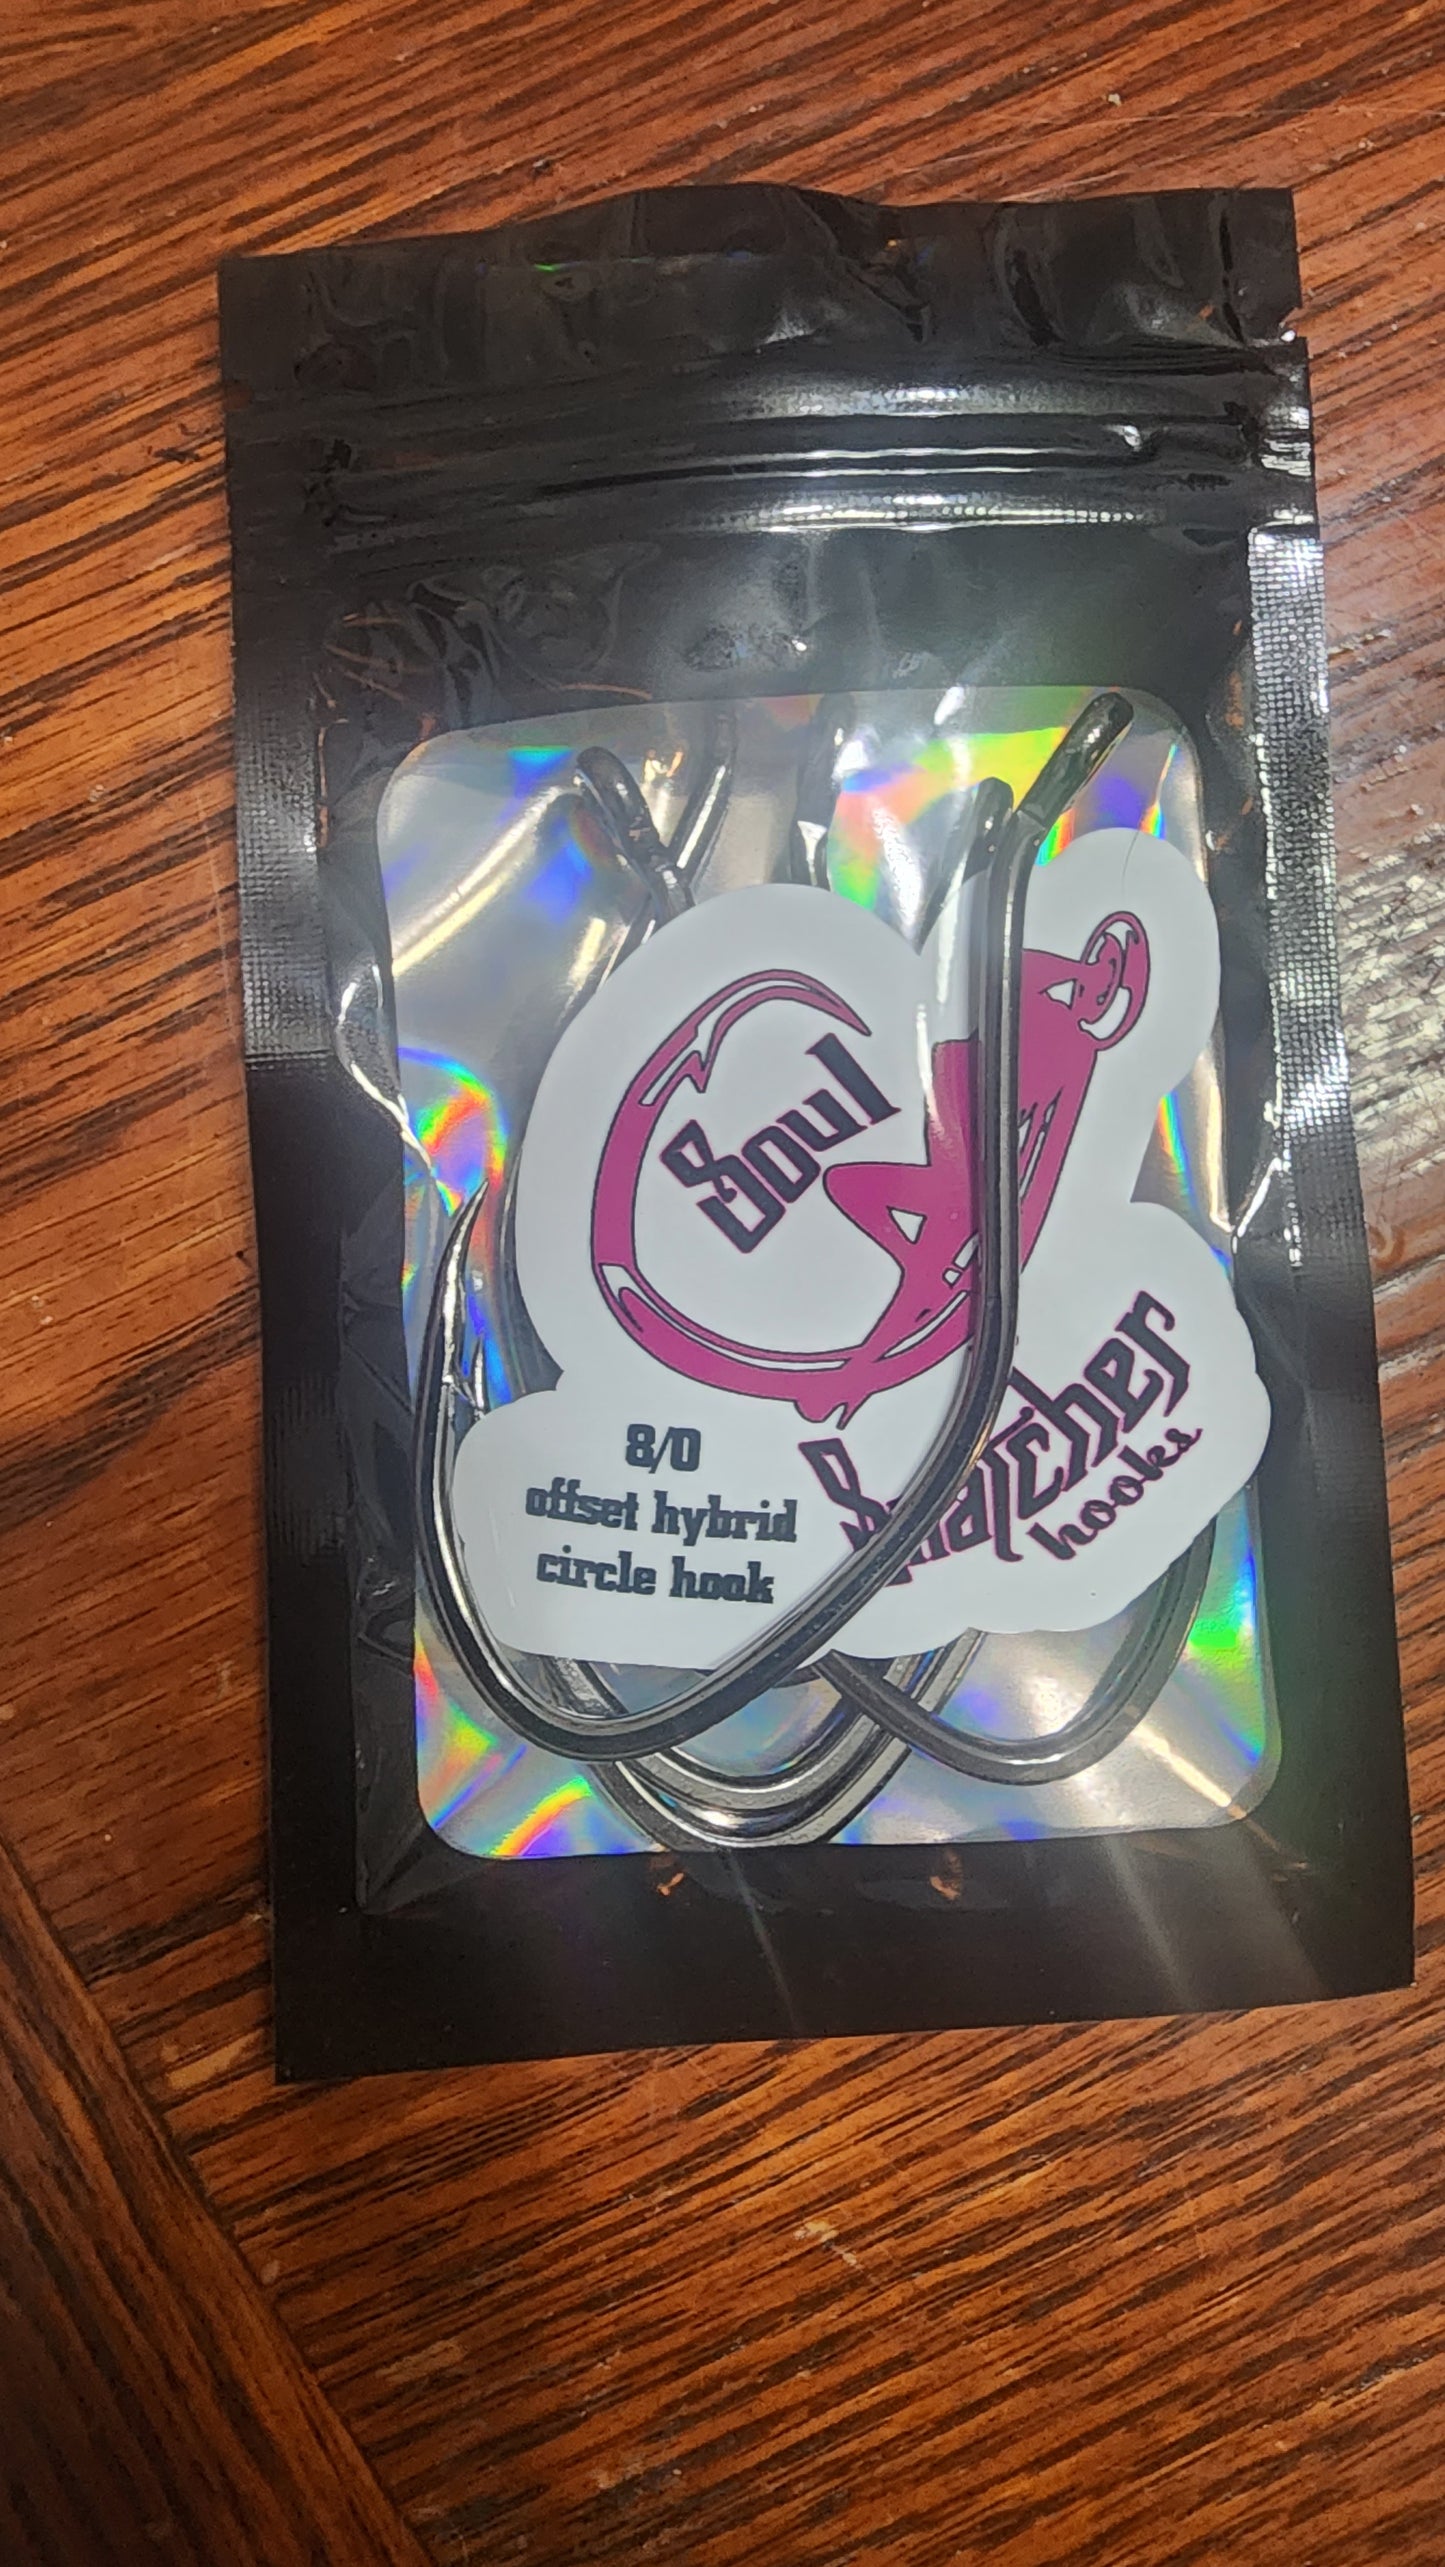 Soul
Snatcher
hooks
8/0
offset hybrid
circle hook